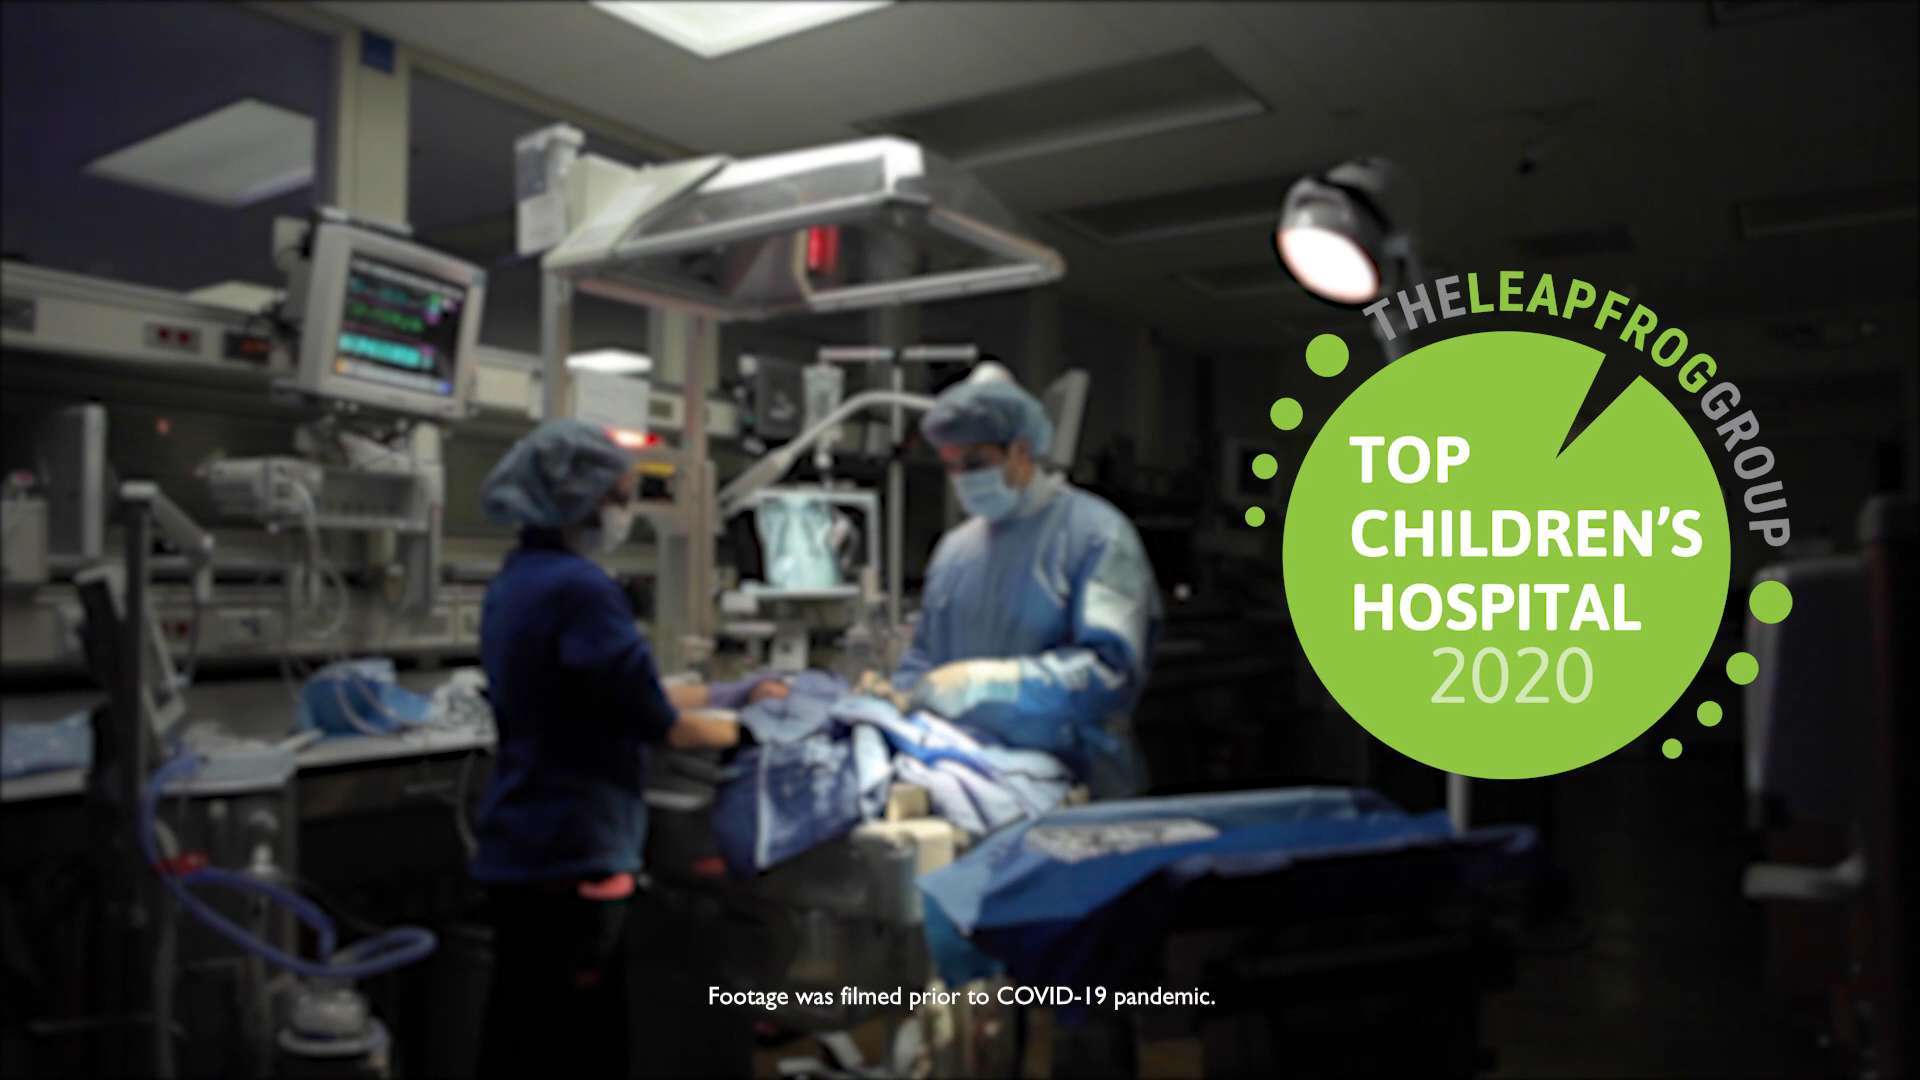 THELEAPFROGGROUP
TOP
CHILDREN'S
HOSPITAL
2020
Footage was filmed prior to COVID-19 pandemic.